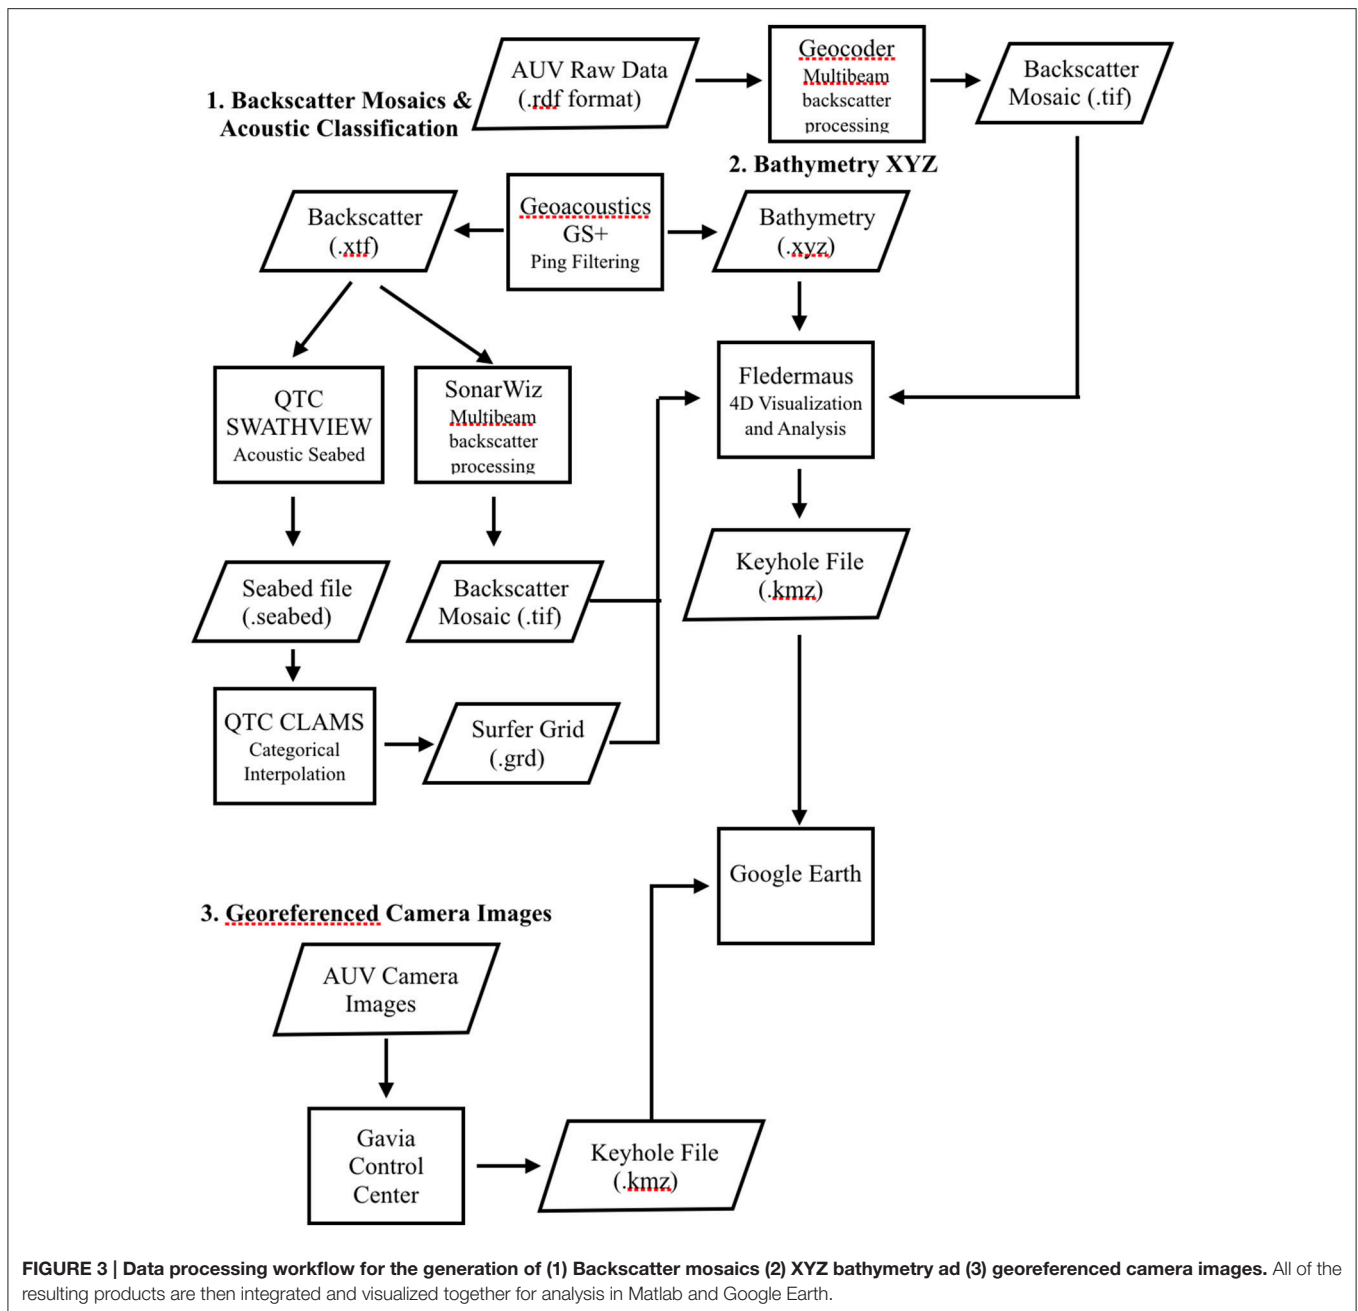 1. Backscatter Mosaics &
Acoustic Classification
AUV Raw Data
(.rdf format)
Geocoder
Multibeam
backscatter
processing
Backscatter
Mosaic (.tif)
2. Bathymetry XYZ
Backscatter
(.xtf)
Geoacoustics
GS+
Ping Filtering
Bathymetry
(.xyz)
QTC
SWATHVIEW
Acoustic Seabed
SonarWiz
Multibeam
backscatter
processing
Fledermaus
4D Visualization
and Analysis
Seabed file
(.seabed)
Backscatter
Mosaic (.tif)
Keyhole File
(.kmz)
QTC CLAMS
Categorical
Interpolation
Surfer Grid
(.grd)
Google Earth
3. Georeferenced Camera Images
AUV Camera
Images
Gavia
Control
Center
Keyhole File
(.kmz)
FIGURE 3 | Data processing workflow for the generation of (1) Backscatter mosaics (2) XYZ bathymetry ad (3) georeferenced camera images. All of the
resulting products are then integrated and visualized together for analysis in Matlab and Google Earth.